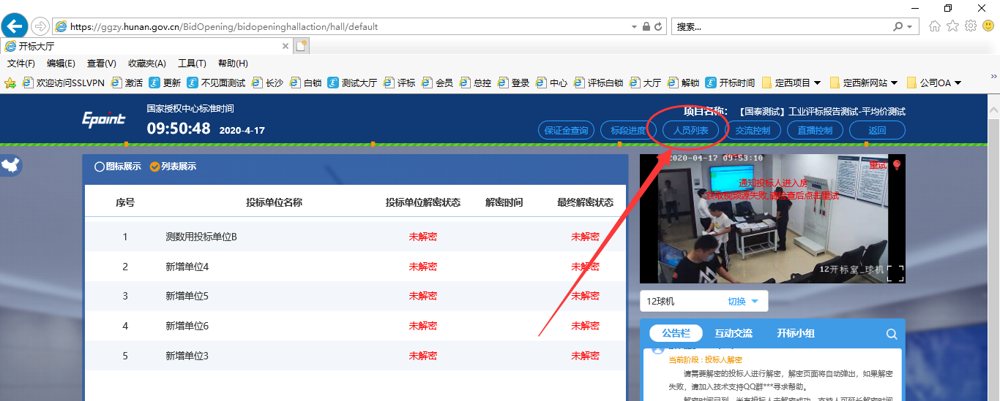 https://ggzy.hunan.gov.cn/BidOpening/bidopeninghallaction/hall/default
搜索...
开标大厅
文件(F) 编辑(E) 查看(V) 收藏夹(A) 工具(T) 帮助(H)
欢迎访问SSLVPN 激活 更新 不见面测试 长沙 白锁 测试大厅 评标 会员 总控 登录 中心 评标白锁 大厅 解锁 开标时间 定西项目 定西新网站 公司OA
Epoint
国家授权中心标准时间
09:50:48 2020-4-17
项目名称： 【国泰测试】工业评标报告测试-平均价测试
保证金查询 标段进度 人员列表 交流控制 直播控制 返回
图标展示 列表展示
序号 投标单位名称 投标单位解密状态 解密时间 最终解密状态
1 测数用投标单位B 未解密 未解密
2 新增单位4 未解密 未解密
3 新增单位5 未解密 未解密
4 新增单位6 未解密 未解密
5 新增单位3 未解密 未解密
2020-04-17 09:53:10
重试
通知投标人进入房
获取视频源失败,请检查后点击重试
12开标室_球机
12球机 切换
公告栏 互动交流 开标小组
当前阶段 : 投标人解密
请需要解密的投标人进行解密，解密页面将自动弹出，如果解密
失败，请加入技术支持QQ群***寻求帮助。